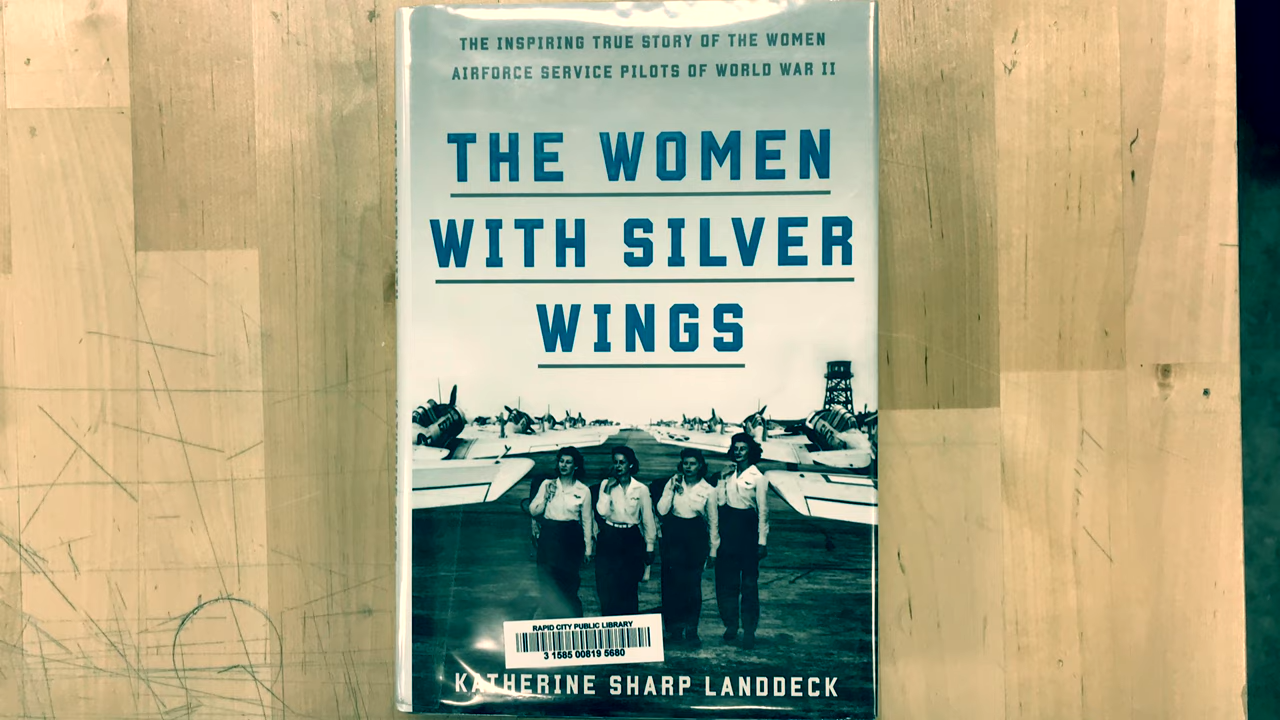 THE INSPIRING TRUE STORY OF THE WOMEN
AIRFORCE SERVICE PILOTS OF WORLD WAR II
THE WOMEN
WITH SILVER
WINGS
RAPID CITY PUBLIC LIBRARY
3 1585 00819 5680
KATHERINE SHARP LANDDECK